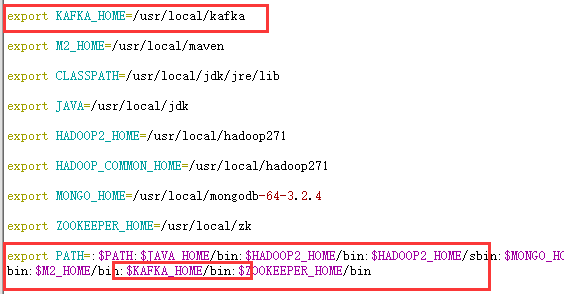 export KAFKA_HOME=/usr/local/kafka
export M2_HOME=/usr/local/maven
export CLASSPATH=/usr/local/jdk/jre/lib
export JAVA=/usr/local/jdk
export HADOOP2_HOME=/usr/local/hadoop271
export HADOOP_COMMON_HOME=/usr/local/hadoop271
export MONGO_HOME=/usr/local/mongodb-64-3.2.4
export ZOOKEEPER_HOME=/usr/local/zk
export PATH=:$PATH:$JAVA_HOME/bin:$HADOOP2_HOME/bin:$HADOOP2_HOME/sbin:$MONGO_HO
bin:$M2_HOME/bin:$KAFKA_HOME/bin:$ZOOKEEPER_HOME/bin